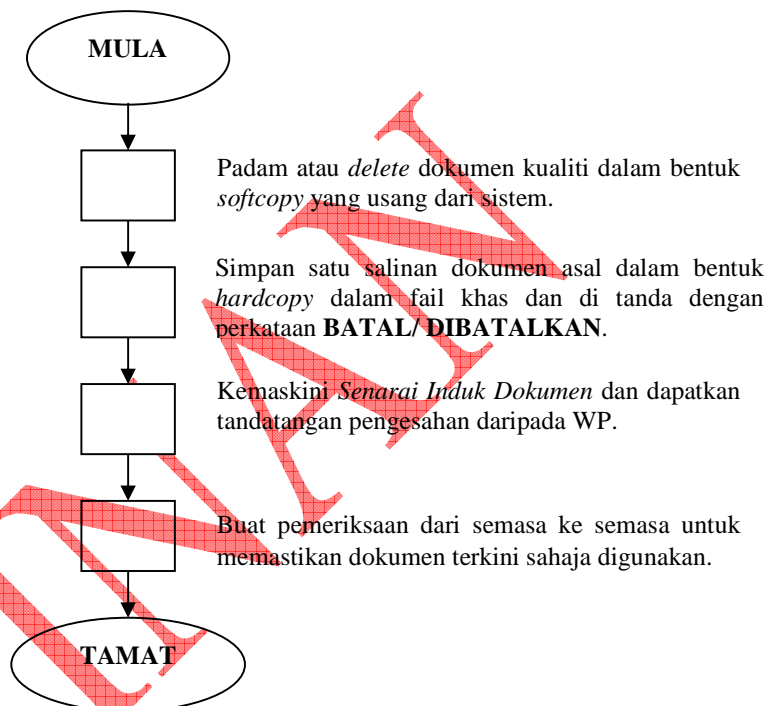 MULA
Padam atau delete dokumen kualiti dalam bentuk
softcopy yang usang dari sistem.
Simpan satu salinan dokumen asal dalam bentuk
hardcopy dalam fail khas dan di tanda dengan
perkataan BATAL/ DIBATALKAN.
Kemaskini Senarai Induk Dokumen dan dapatkan
tandatangan pengesahan daripada WP.
Buat pemeriksaan dari semasa ke semasa untuk
memastikan dokumen terkini sahaja digunakan.
TAMAT